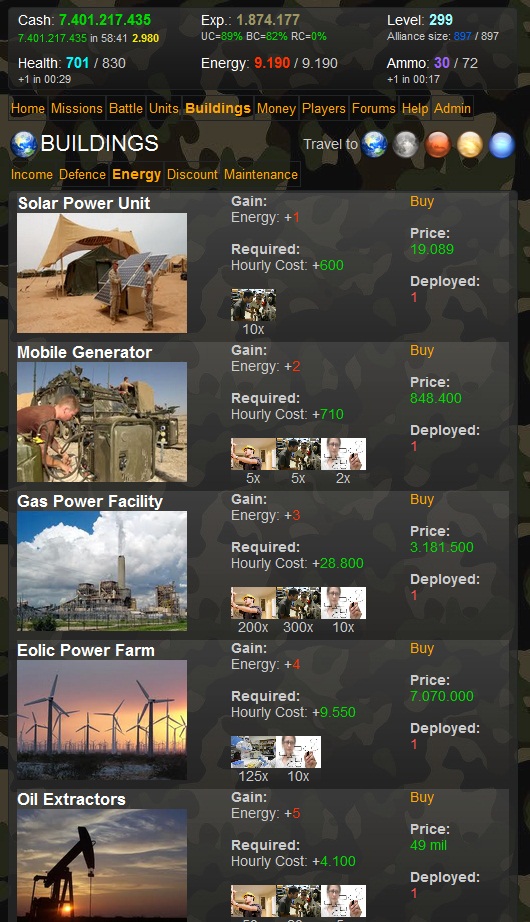 Cash: 7.401.217.435 Exp.: 1.874.177 Level: 299
7.401.217.435 in 58:41 2.980 UC=89% BC=82% RC=0% Alliance size: 897 / 897
Health: 701 / 830 Energy: 9.190 / 9.190 Ammo: 30 / 72
+1 in 00:29 +1 in 00:17
Home Missions Battle Units Buildings Money Players Forums Help Admin
BUILDINGS Travel to
Income Defence Energy Discount Maintenance
Solar Power Unit Gain: Buy
Energy: +1
Price:
Required: 19.089
Hourly Cost: +600
Deployed:
1
10x
Mobile Generator Gain: Buy
Energy: +2
Price:
Required: 848.400
Hourly Cost: +710
Deployed:
1
5x 5x 2x
Gas Power Facility Gain: Buy
Energy: +3
Price:
Required: 3.181.500
Hourly Cost: +28.800
Deployed:
1
200x 300x 10x
Eolic Power Farm Gain: Buy
Energy: +4
Price:
Required: 7.070.000
Hourly Cost: +9.550
Deployed:
1
125x 10x
Oil Extractors Gain: Buy
Energy: +5
Price:
Required: 49 mil
Hourly Cost: +4.100
Deployed:
1